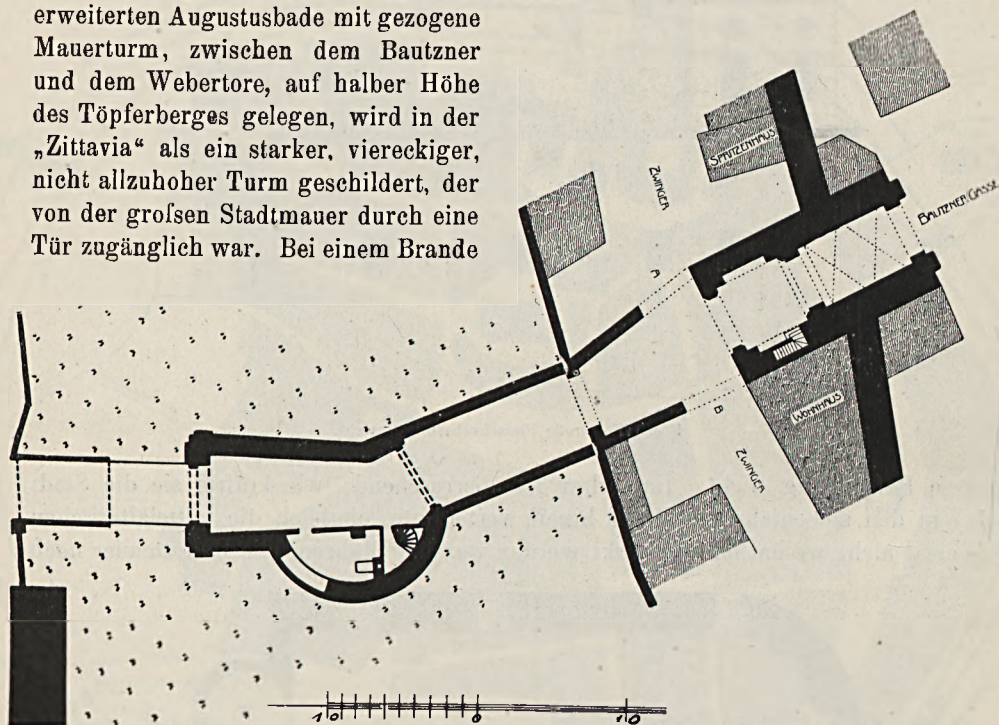 erweiterten Augustusbade mit gezogene
Mauerturm, zwischen dem Bautzner
und dem Webertore, auf halber Höhe
des Töpferberges gelegen, wird in der
„Zittavia“ als ein starker, viereckiger,
nicht allzuhoher Turm geschildert, der
von der groſsen Stadtmauer durch eine
Tür zugänglich war. Bei einem Brande
SPRITZENHAUS
ZWINGER
BAUTZNER GASSE
A
WOHNHAUS
B
ZWINGER
10 0 10